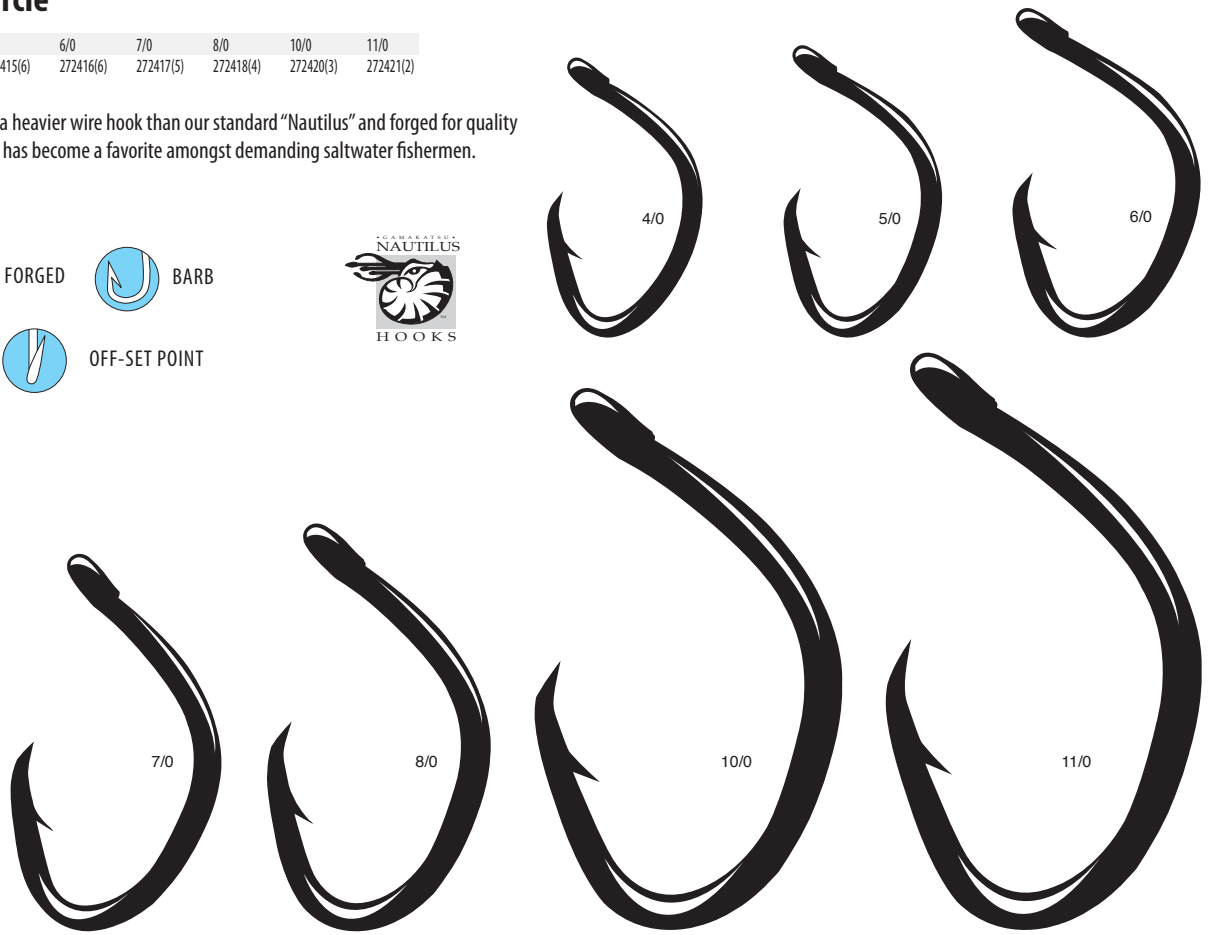 rcle
6/0 7/0 8/0 10/0 11/0
415(6) 272416(6) 272417(5) 272418(4) 272420(3) 272421(2)
a heavier wire hook than our standard “Nautilus” and forged for quality
has become a favorite amongst demanding saltwater fishermen.
FORGED BARB
OFF-SET POINT
• GAMAKATSU •
NAUTILUS
HOOKS
4/0 5/0 6/0
7/0 8/0 10/0 11/0